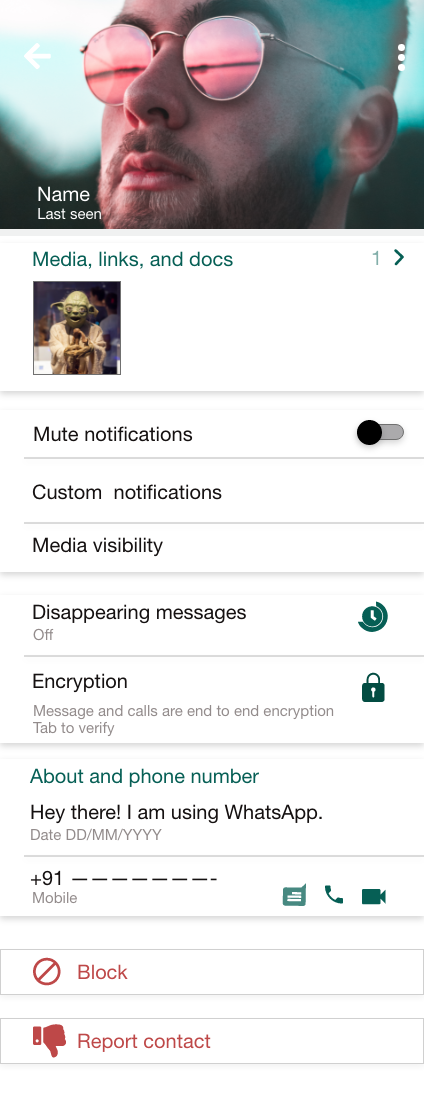 Name
Last seen
Media, links, and docs 1
Mute notifications
Custom notifications
Media visibility
Disappearing messages
Off
Encryption
Message and calls are end to end encryption
Tab to verify
About and phone number
Hey there! I am using WhatsApp.
Date DD/MM/YYYY
+91 ———————-
Mobile
Block
Report contact